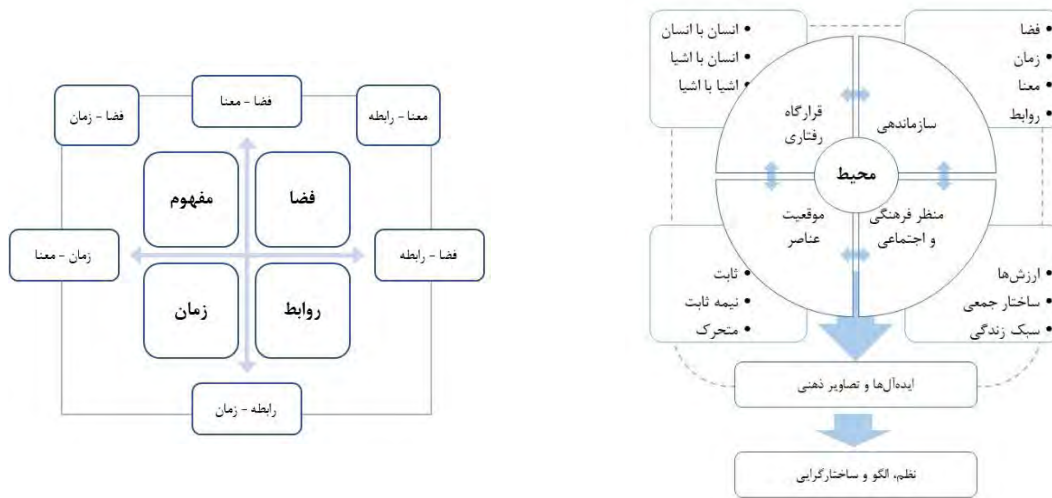 • انسان با انسان
• انسان با اشیا
• اشیا با اشیا
• فضا
• زمان
• معنا
• روابط
قرارگاه
رفتاری
سازماندهی
محیط
موقعیت
عناصر
منظر فرهنگی
و اجتماعی
• ثابت
• نیمه ثابت
• متحرک
• ارزش‌ها
• ساختار جمعی
• سبک زندگی
ایده‌آل‌ها و تصاویر ذهنی
نظم، الگو و ساختارگرایی
فضا - زمان
فضا - معنا
معنا - رابطه
مفهوم
فضا
زمان - معنا
فضا - رابطه
زمان
روابط
رابطه - زمان